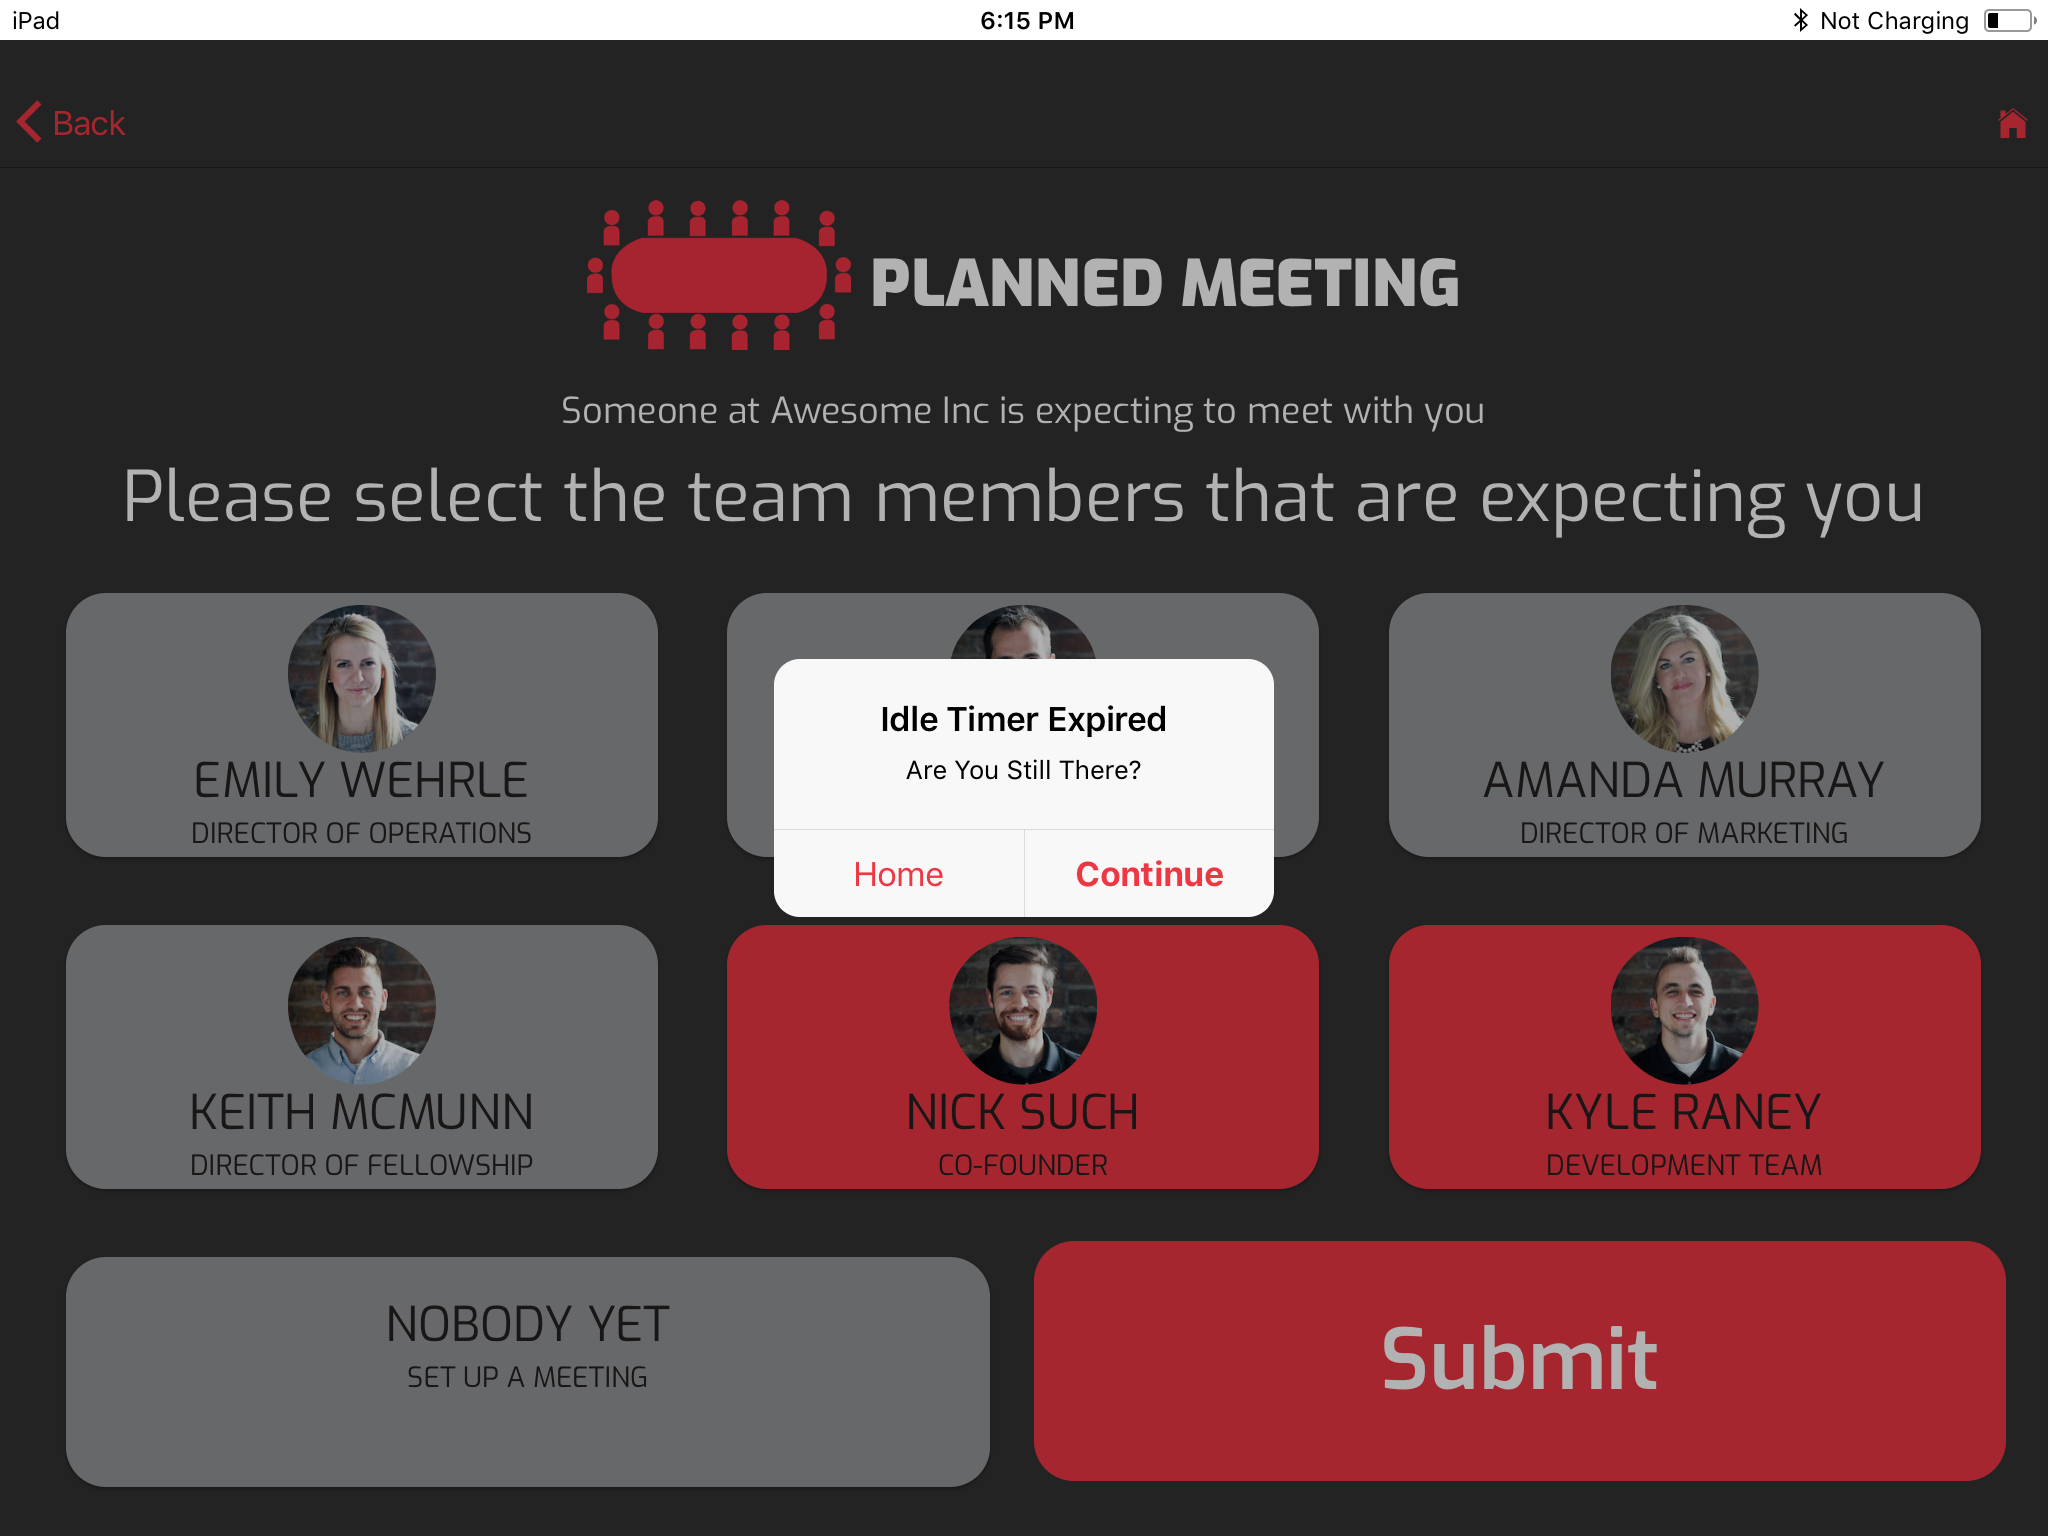 iPad
6:15 PM
Not Charging
Back
PLANNED MEETING
Someone at Awesome Inc is expecting to meet with you
Please select the team members that are expecting you
EMILY WEHRLE
DIRECTOR OF OPERATIONS
AMANDA MURRAY
DIRECTOR OF MARKETING
Idle Timer Expired
Are You Still There?
Home
Continue
KEITH MCMUNN
DIRECTOR OF FELLOWSHIP
NICK SUCH
CO-FOUNDER
KYLE RANEY
DEVELOPMENT TEAM
NOBODY YET
SET UP A MEETING
Submit